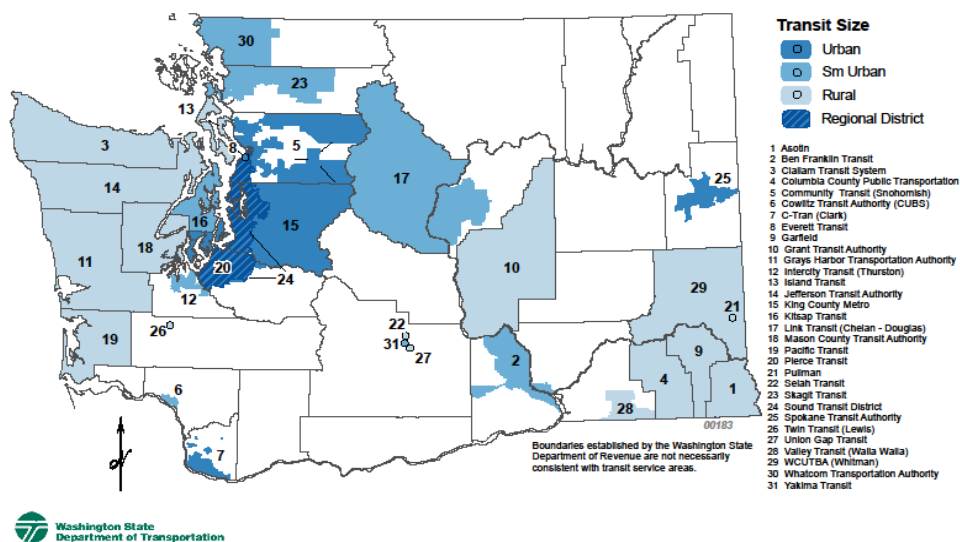 Transit Size
Urban
Sm Urban
Rural
Regional District
1 Asotin
2 Ben Franklin Transit
3 Clallam Transit System
4 Columbia County Public Transportation
5 Community Transit (Snohomish)
6 Cowlitz Transit Authority (CUBS)
7 C-Tran (Clark)
8 Everett Transit
9 Garfield
10 Grant Transit Authority
11 Grays Harbor Transportation Authority
12 Intercity Transit (Thurston)
13 Island Transit
14 Jefferson Transit Authority
15 King County Metro
16 Kitsap Transit
17 Link Transit (Chelan - Douglas)
18 Mason County Transit Authority
19 Pacific Transit
20 Pierce Transit
21 Pullman
22 Selah Transit
23 Skagit Transit
24 Sound Transit District
25 Spokane Transit Authority
26 Twin Transit (Lewis)
27 Union Gap Transit
28 Valley Transit (Walla Walla)
29 WCUTBA (Whitman)
30 Whatcom Transportation Authority
31 Yakima Transit
30
23
13
3
8
5
25
14
17
16
15
18
10
11
20
24
29
12
21
26
22
19
31
27
9
2
4
1
6
28
00183
7
Boundaries established by the Washington State
Department of Revenue are not necessarily
consistent with transit service areas.
Washington State
Department of Transportation